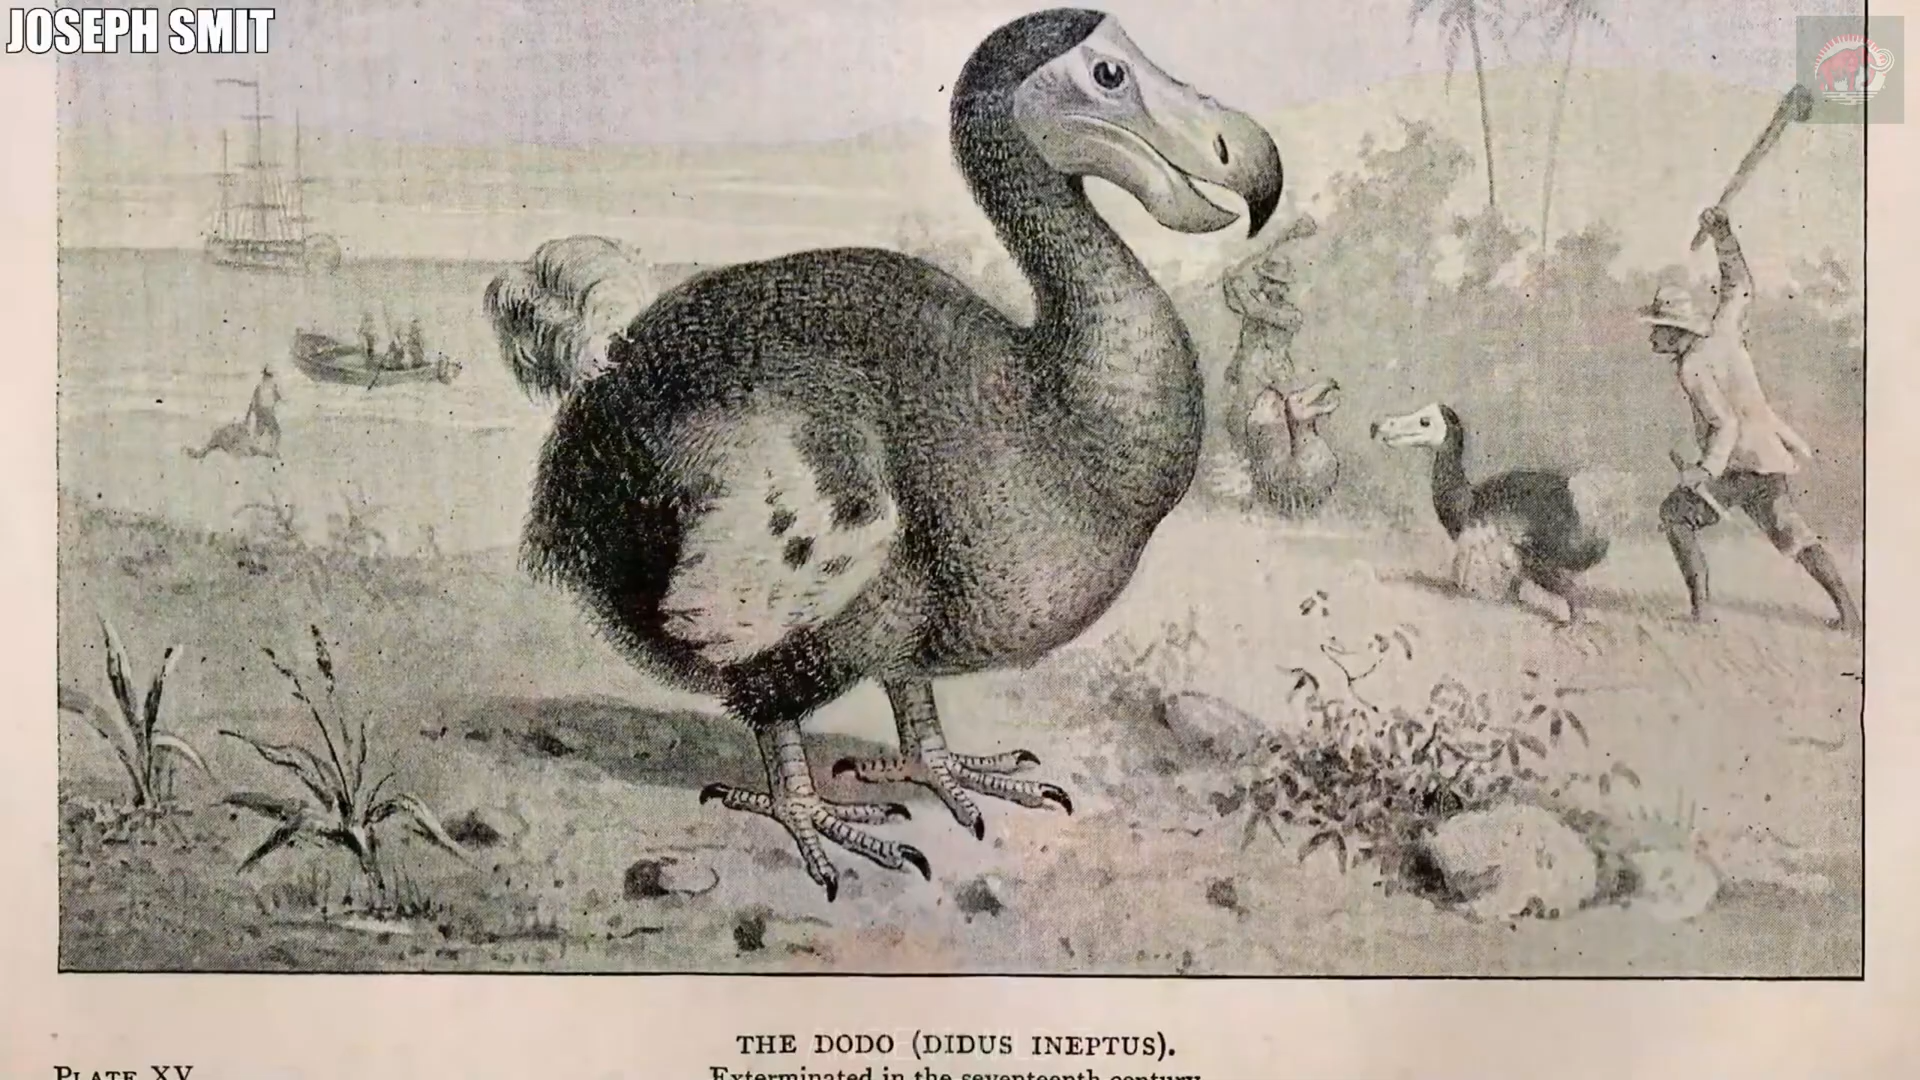 JOSEPH SMIT
THE DODO (DIDUS INEPTUS).
PLATE XV.
Exterminated in the seventeenth century.